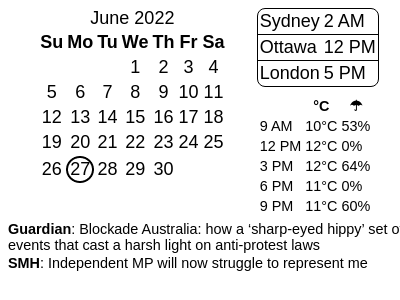 June 2022
Su Mo Tu We Th Fr Sa
1 2 3 4
5 6 7 8 9 10 11
12 13 14 15 16 17 18
19 20 21 22 23 24 25
26 27 28 29 30
Sydney 2 AM
Ottawa 12 PM
London 5 PM
°C ☂
9 AM 10°C 53%
12 PM 12°C 0%
3 PM 12°C 64%
6 PM 11°C 0%
9 PM 11°C 60%
Guardian: Blockade Australia: how a ‘sharp-eyed hippy’ set o
events that cast a harsh light on anti-protest laws
SMH: Independent MP will now struggle to represent me